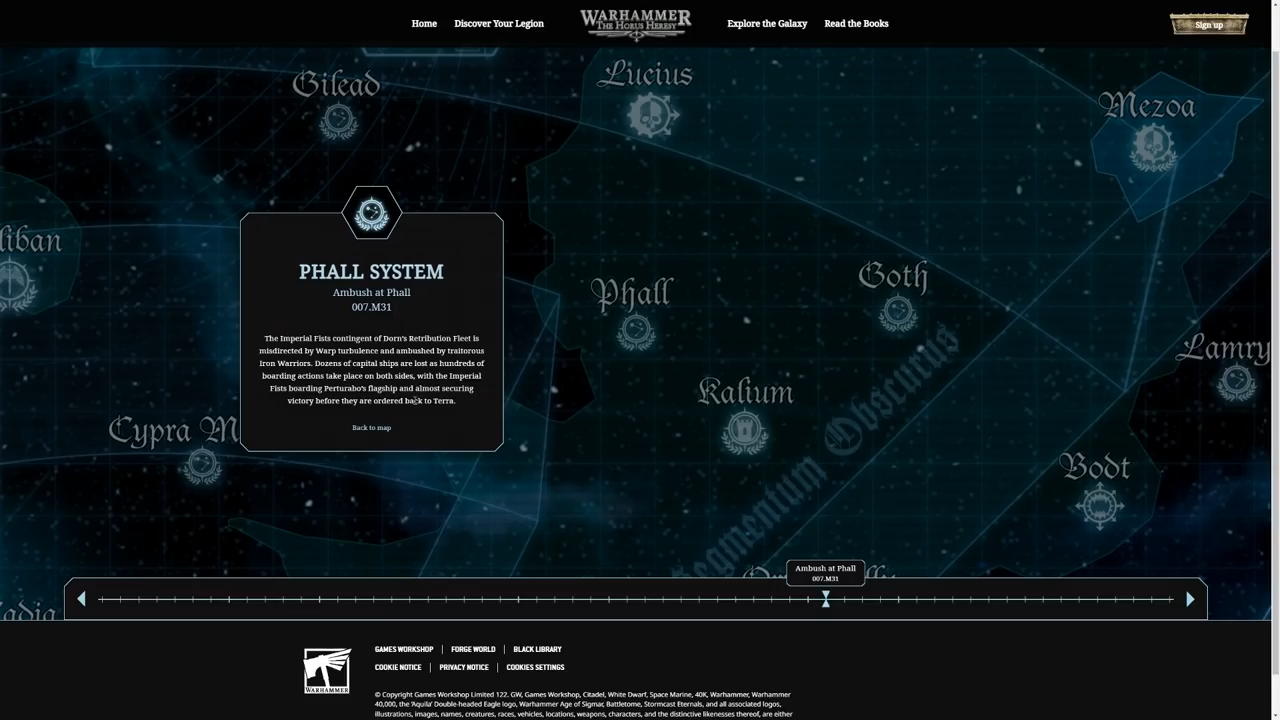 Home
Discover Your Legion
WARHAMMER
THE HORUS HERESY
Explore the Galaxy
Read the Books
Sign up
Gilead
Lucius
Mezoa
liban
PHALL SYSTEM
Ambush at Phall
007.M31
The Imperial Fists contingent of Dorn's Retribution Fleet is
misdirected by Warp turbulence and ambushed by traitorous
Iron Warriors. Dozens of capital ships are lost as hundreds of
boarding actions take place on both sides, with the Imperial
Fists boarding Perturabo's flagship and almost securing
victory before they are ordered back to Terra.
Back to map
Phall
Goth
Lamry
Kalium
Cypra M
Segmentum Obscurus
Bodt
Ambush at Phall
007.M31
adia
WARHAMMER
GAMES WORKSHOP
FORGE WORLD
BLACK LIBRARY
COOKIE NOTICE
PRIVACY NOTICE
COOKIES SETTINGS
© Copyright Games Workshop Limited 122. GW, Games Workshop, Citadel, White Dwarf, Space Marine, 40K, Warhammer, Warhammer
40,000, the 'Aquila' Double-headed Eagle logo, Warhammer Age of Sigmar, Battletome, Stormcast Eternals, and all associated logos,
illustrations, images, names, creatures, races, vehicles, locations, weapons, characters, and the distinctive likenesses thereof, are either